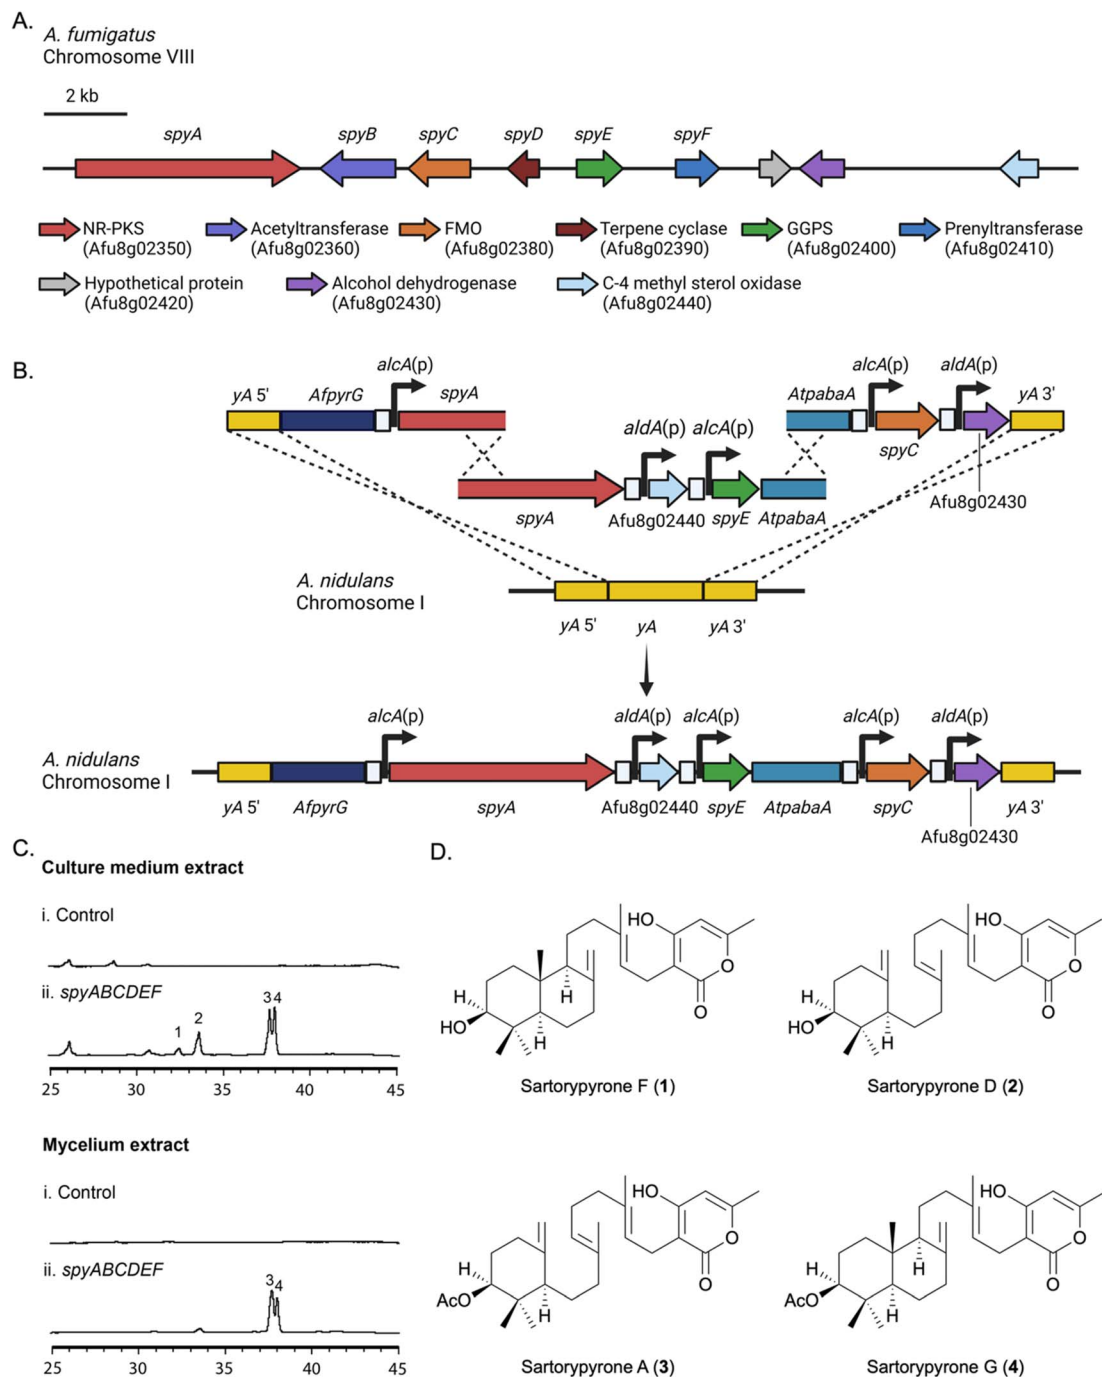 A.
A. fumigatus
Chromosome VIII
2 kb
spyA spyB spyC spyD spyE spyF
NR-PKS Acetyltransferase FMO Terpene cyclase GGPS Prenyltransferase
(Afu8g02350) (Afu8g02360) (Afu8g02380) (Afu8g02390) (Afu8g02400) (Afu8g02410)
Hypothetical protein Alcohol dehydrogenase C-4 methyl sterol oxidase
(Afu8g02420) (Afu8g02430) (Afu8g02440)
B.
alcA(p) alcA(p) aldA(p)
yA 5' AfpyrG spyA AtpabaA yA 3'
aldA(p) alcA(p)
spyC
Afu8g02430
spyA Afu8g02440 spyE AtpabaA
A. nidulans
Chromosome I
yA 5' yA yA 3'
alcA(p) aldA(p) alcA(p) alcA(p) aldA(p)
A. nidulans
Chromosome I
yA 5' AfpyrG spyA Afu8g02440 spyE AtpabaA spyC yA 3'
Afu8g02430
C.
Culture medium extract
i. Control
ii. spyABCDEF
1 2 3 4
25 30 35 40 45
Mycelium extract
i. Control
ii. spyABCDEF
3 4
25 30 35 40 45
D.
HO O O H H HO
Sartorypyrone F (1)
HO O O H H HO
Sartorypyrone D (2)
HO O O H H AcO
Sartorypyrone A (3)
HO O O H H AcO
Sartorypyrone G (4)